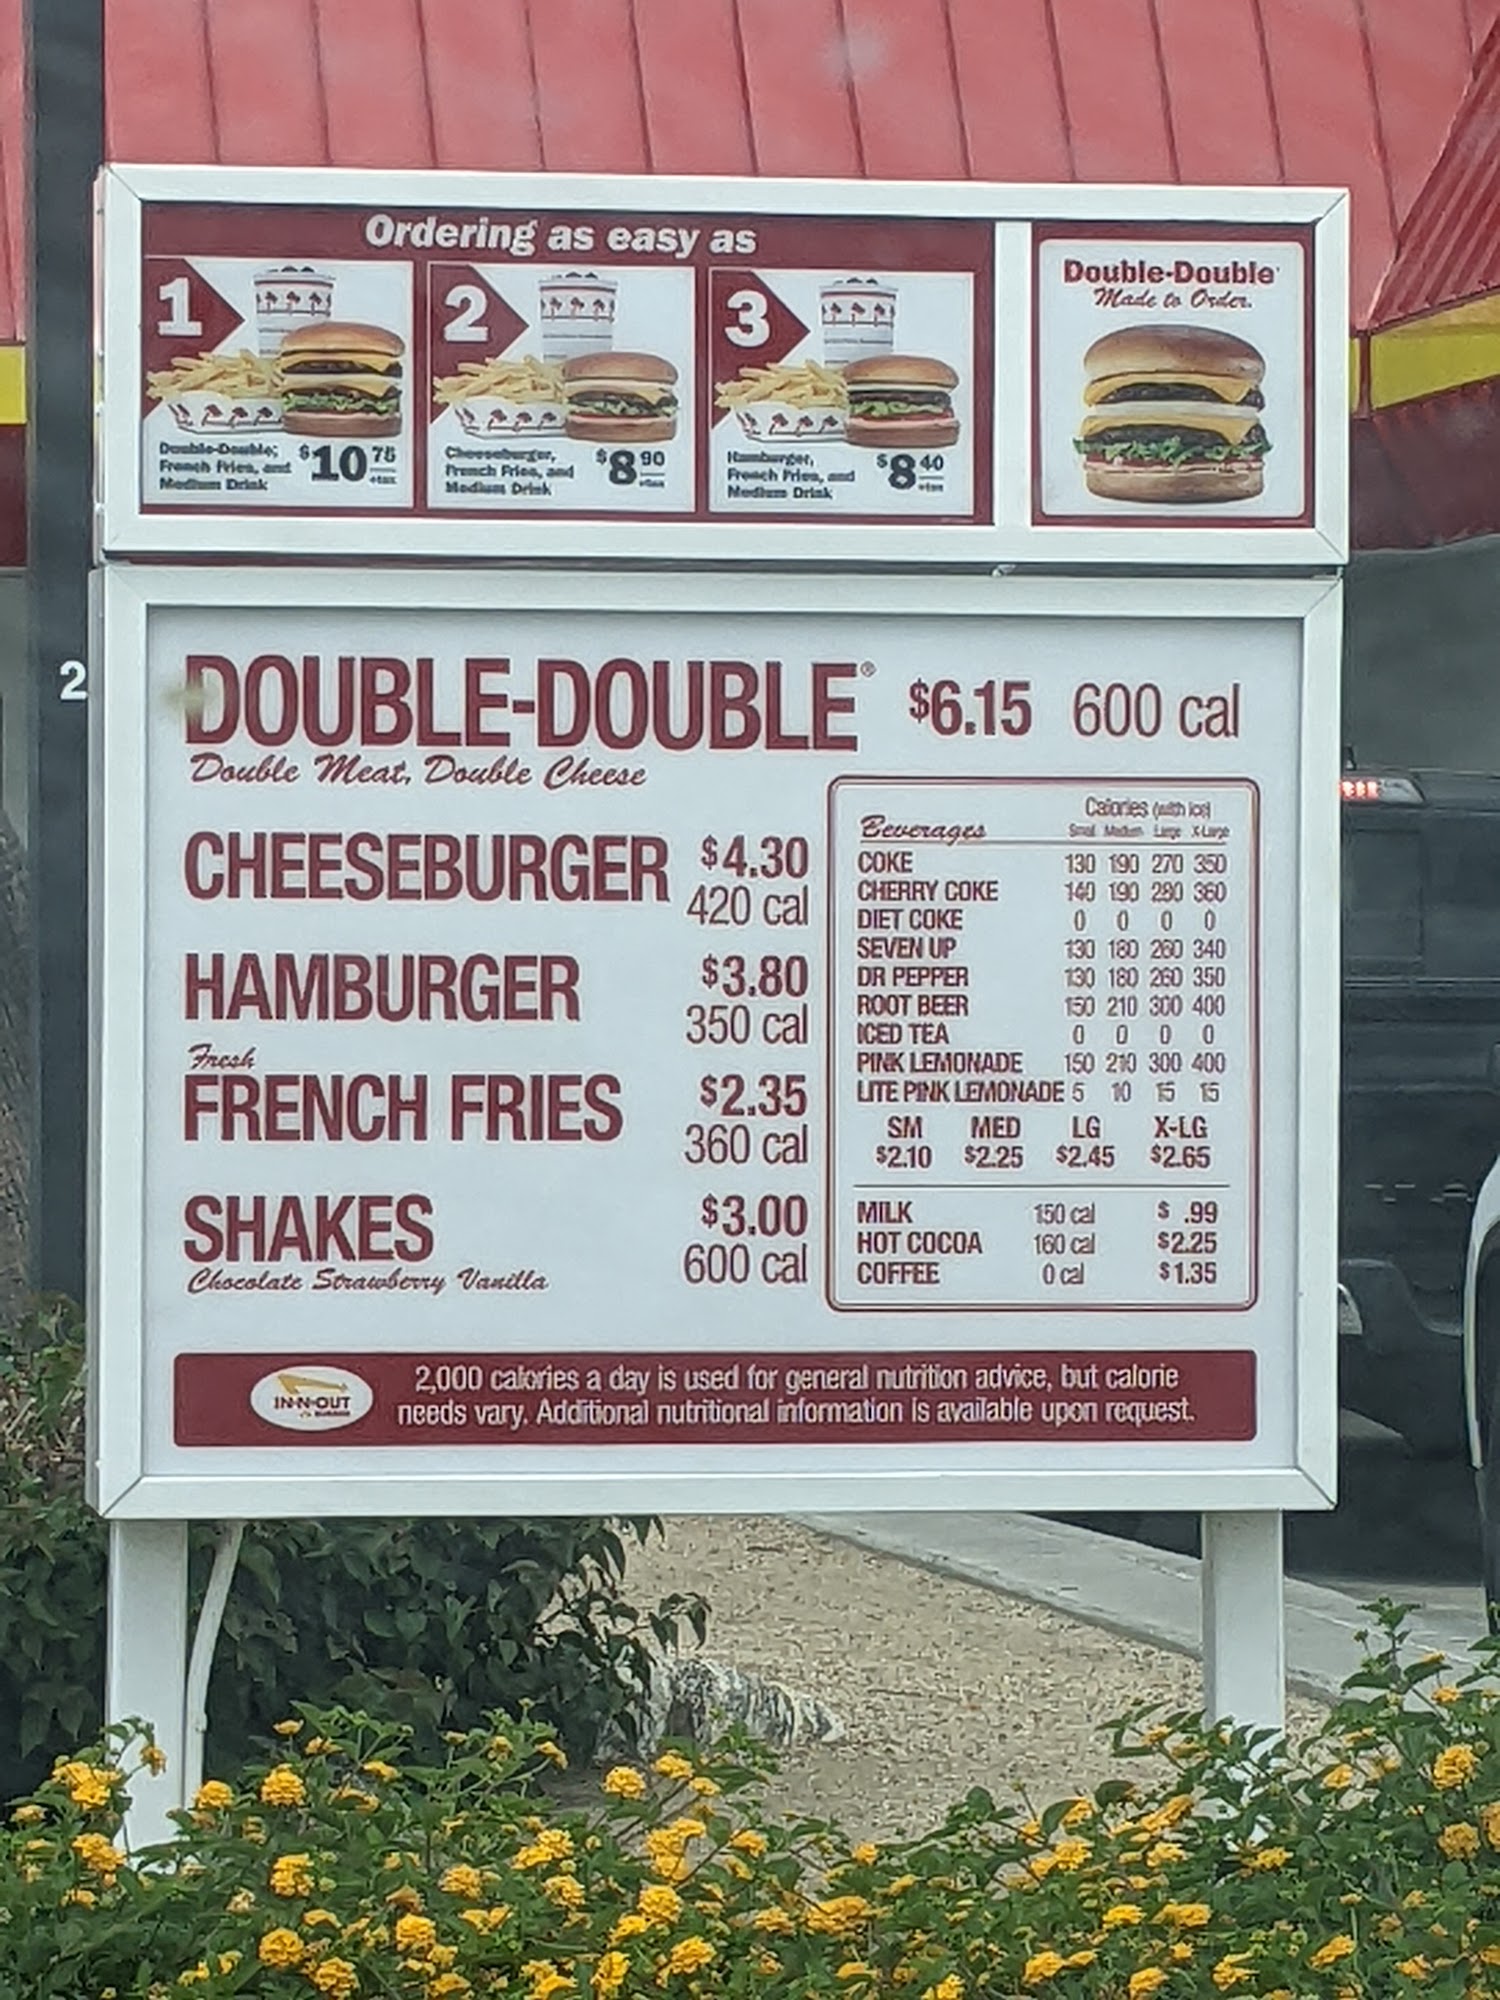 Ordering as easy as
1
Double-Double,
French Fries, and
Medium Drink
$10.75
+tax
2
Cheeseburger,
French Fries, and
Medium Drink
$8.90
+tax
3
Hamburger,
French Fries, and
Medium Drink
$8.40
+tax
Double-Double
Made to Order.
2
DOUBLE-DOUBLE® $6.15 600 cal
Double Meat, Double Cheese
CHEESEBURGER $4.30
420 cal
HAMBURGER $3.80
350 cal
Fresh
FRENCH FRIES $2.35
360 cal
SHAKES $3.00
600 cal
Chocolate Strawberry Vanilla
Calories (with ice)
Beverages Small Medium Large X-Large
COKE 130 190 270 350
CHERRY COKE 140 190 280 360
DIET COKE 0 0 0 0
SEVEN UP 130 180 260 340
DR PEPPER 130 180 260 350
ROOT BEER 150 210 300 400
ICED TEA 0 0 0 0
PINK LEMONADE 150 210 300 400
LITE PINK LEMONADE 5 10 15 15
SM MED LG X-LG
$2.10 $2.25 $2.45 $2.65
MILK 150 cal $ .99
HOT COCOA 160 cal $2.25
COFFEE 0 cal $1.35
IN-N-OUT
BURGER
2,000 calories a day is used for general nutrition advice, but calorie
needs vary. Additional nutritional information is available upon request.